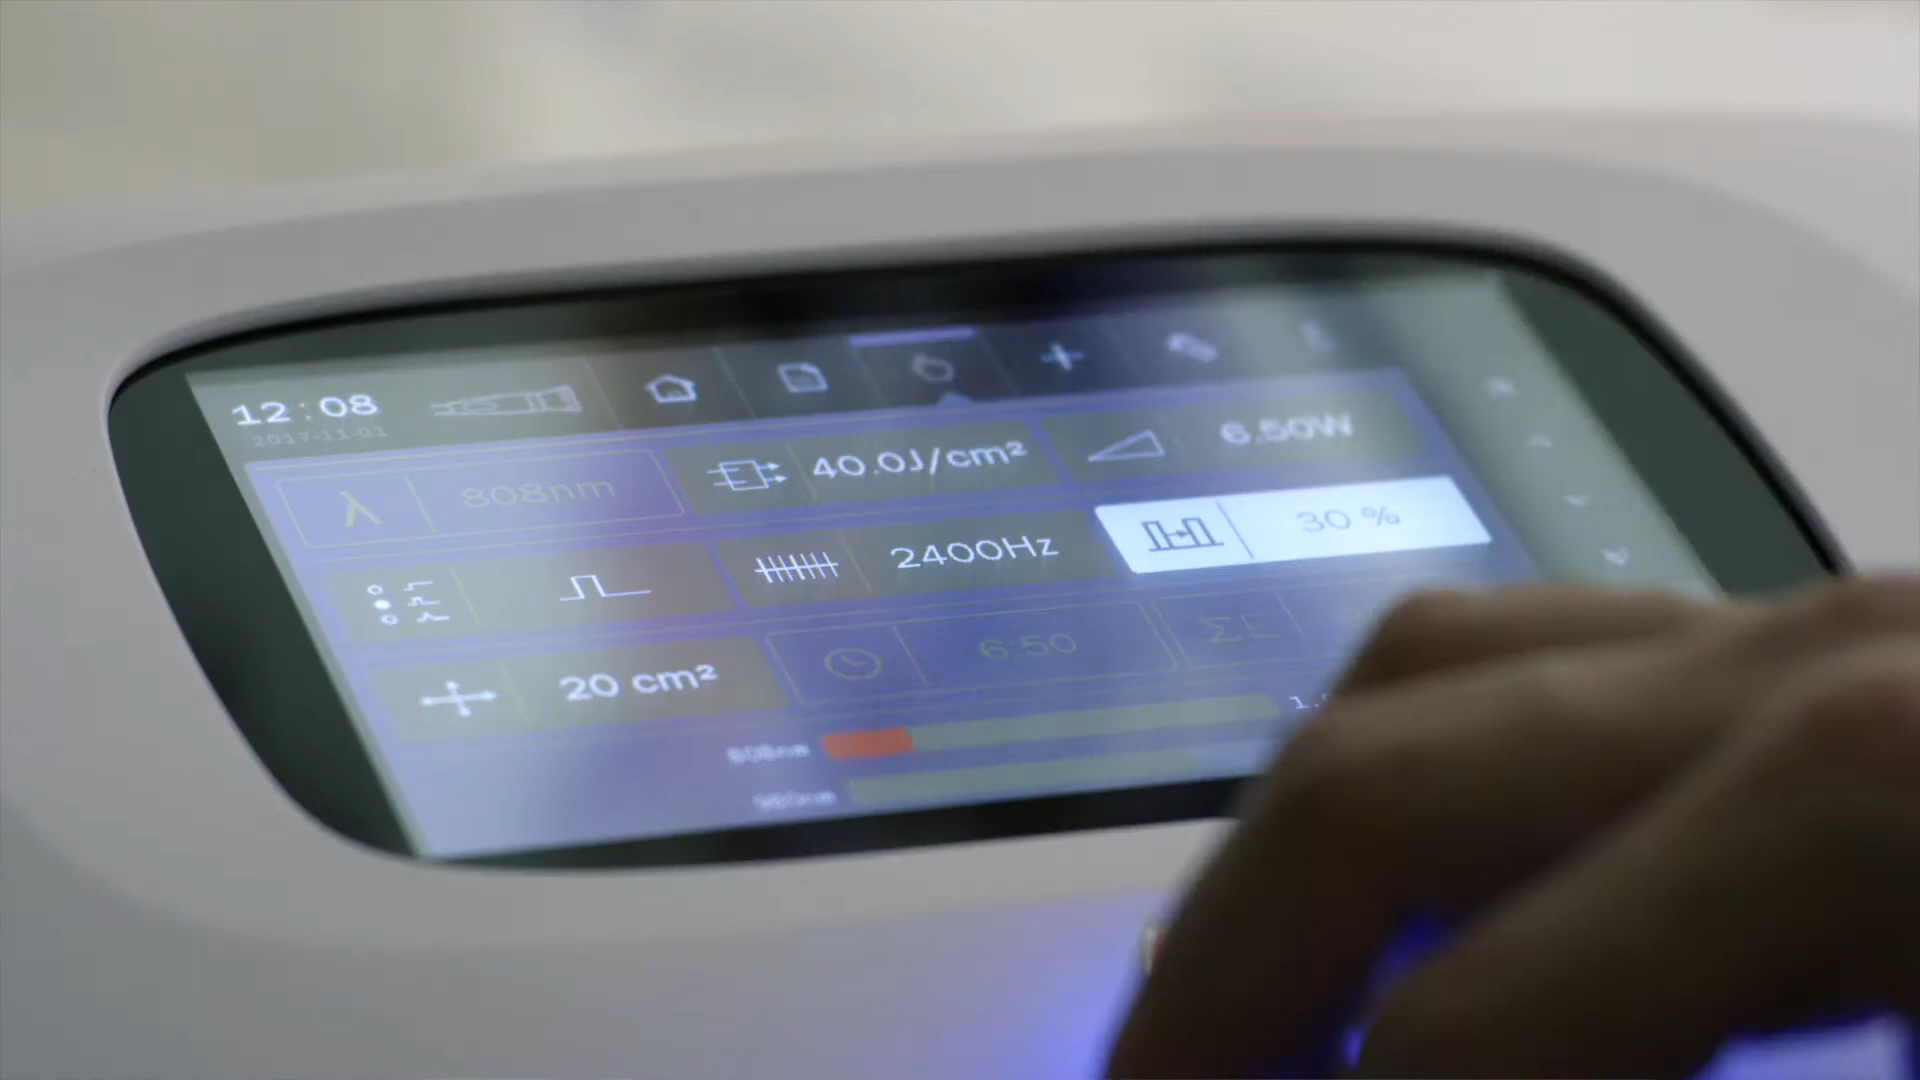 12:08
2017-11-01
λ 808nm
40.0J/cm²
6.50W
2400Hz
30 %
20 cm²
6:50
ΣE
808nm
980nm